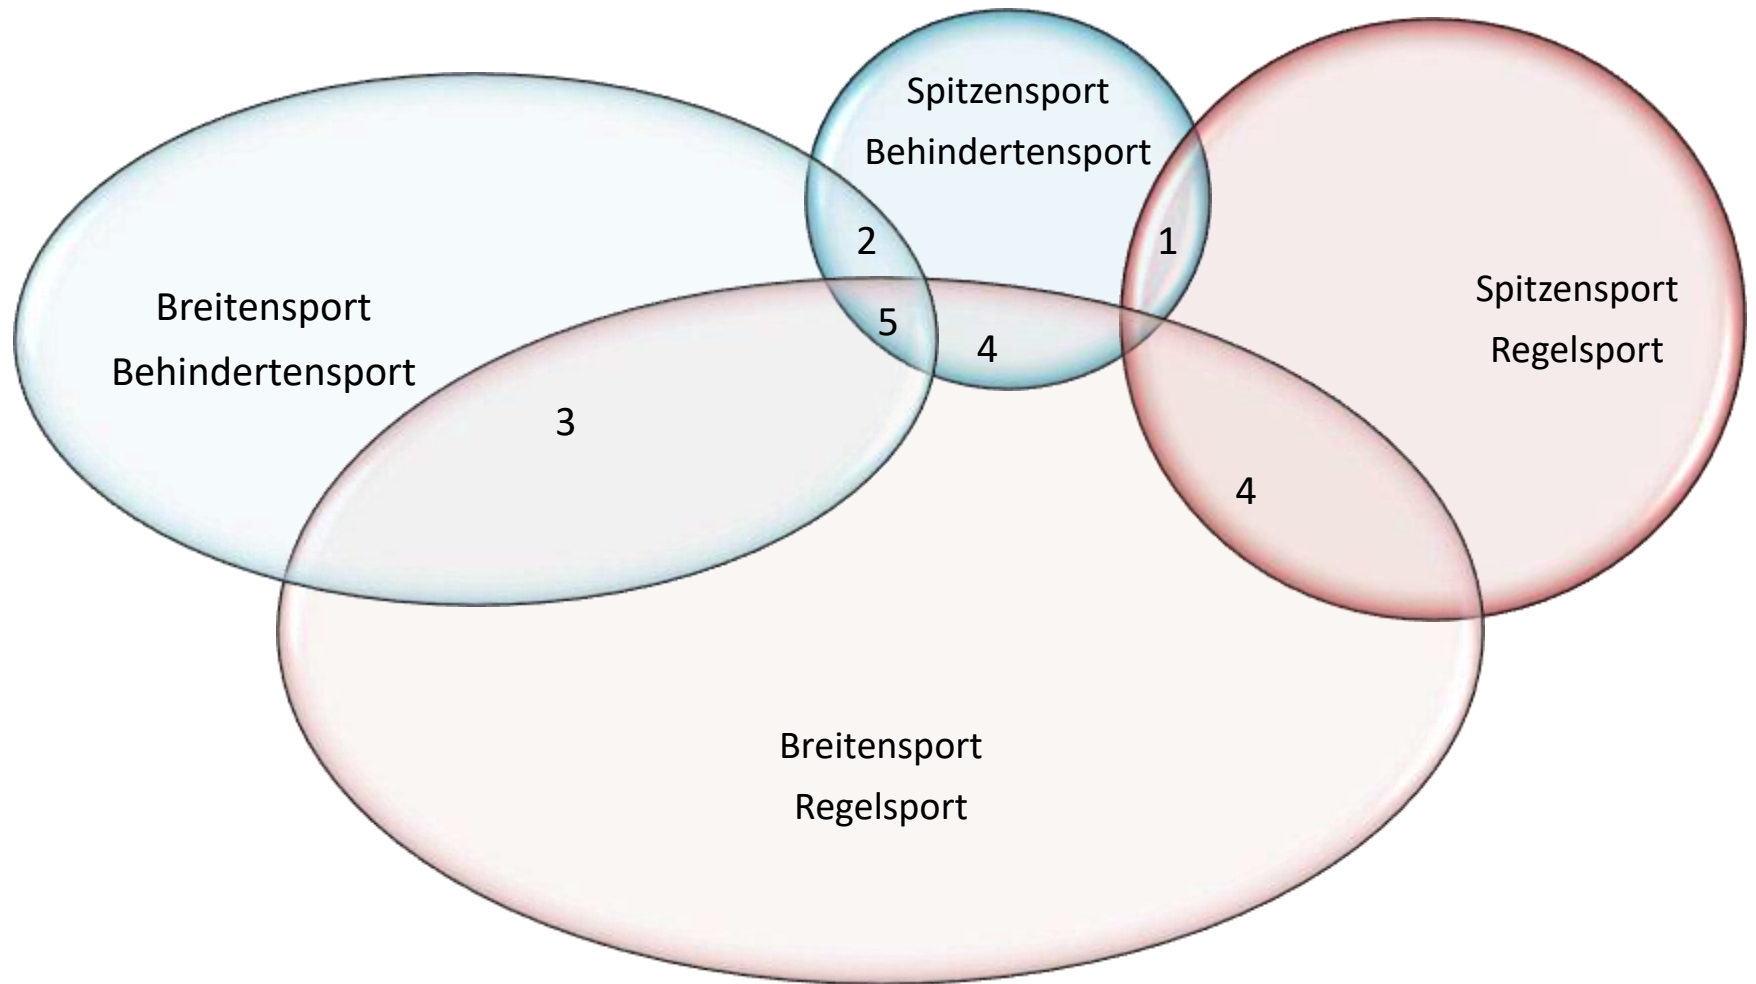 Spitzensport
Behindertensport
2
1
Breitensport
Behindertensport
Spitzensport
Regelsport
5
4
3
4
Breitensport
Regelsport